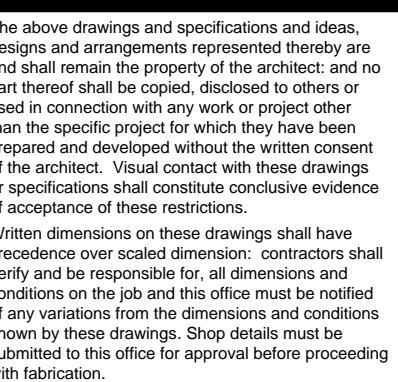 he above drawings and specifications and ideas,
esigns and arrangements represented thereby are
nd shall remain the property of the architect: and no
art thereof shall be copied, disclosed to others or
sed in connection with any work or project other
han the specific project for which they have been
repared and developed without the written consent
f the architect.  Visual contact with these drawings
r specifications shall constitute conclusive evidence
f acceptance of these restrictions.
Written dimensions on these drawings shall have
recedence over scaled dimension:  contractors shall
erify and be responsible for, all dimensions and
onditions on the job and this office must be notified
f any variations from the dimensions and conditions
hown by these drawings. Shop details must be
ubmitted to this office for approval before proceeding
ith fabrication.